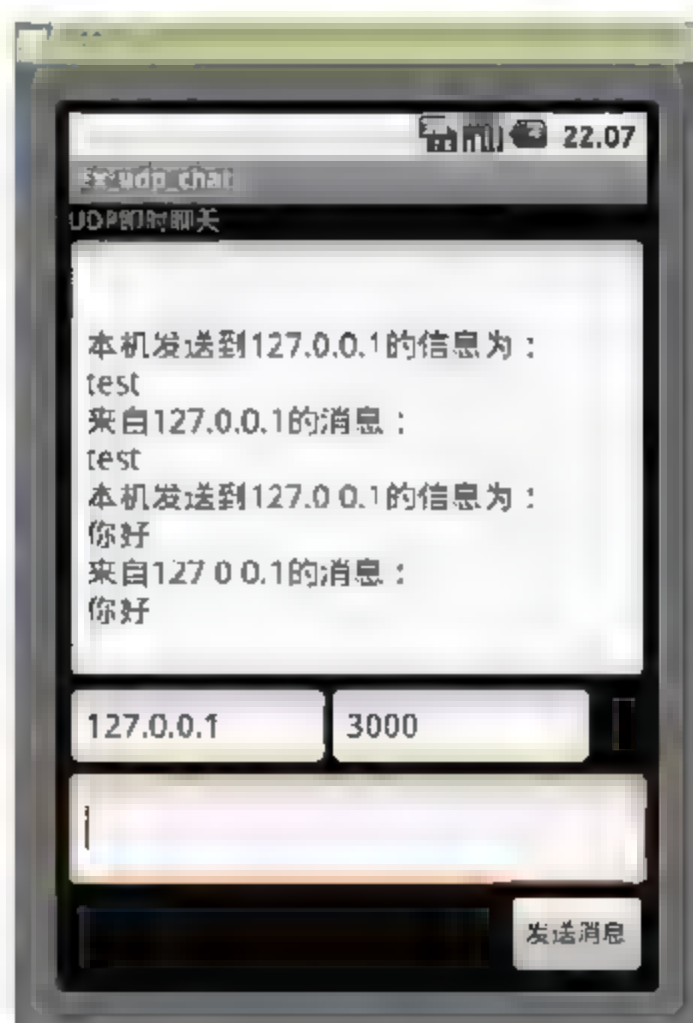 22.07
Ex_udp_chat
UDP即时聊天
本机发送到127.0.0.1的信息为：
test
来自127.0.0.1的消息：
test
本机发送到127.0.0.1的信息为：
你好
来自127.0.0.1的消息：
你好
127.0.0.1 3000
发送消息